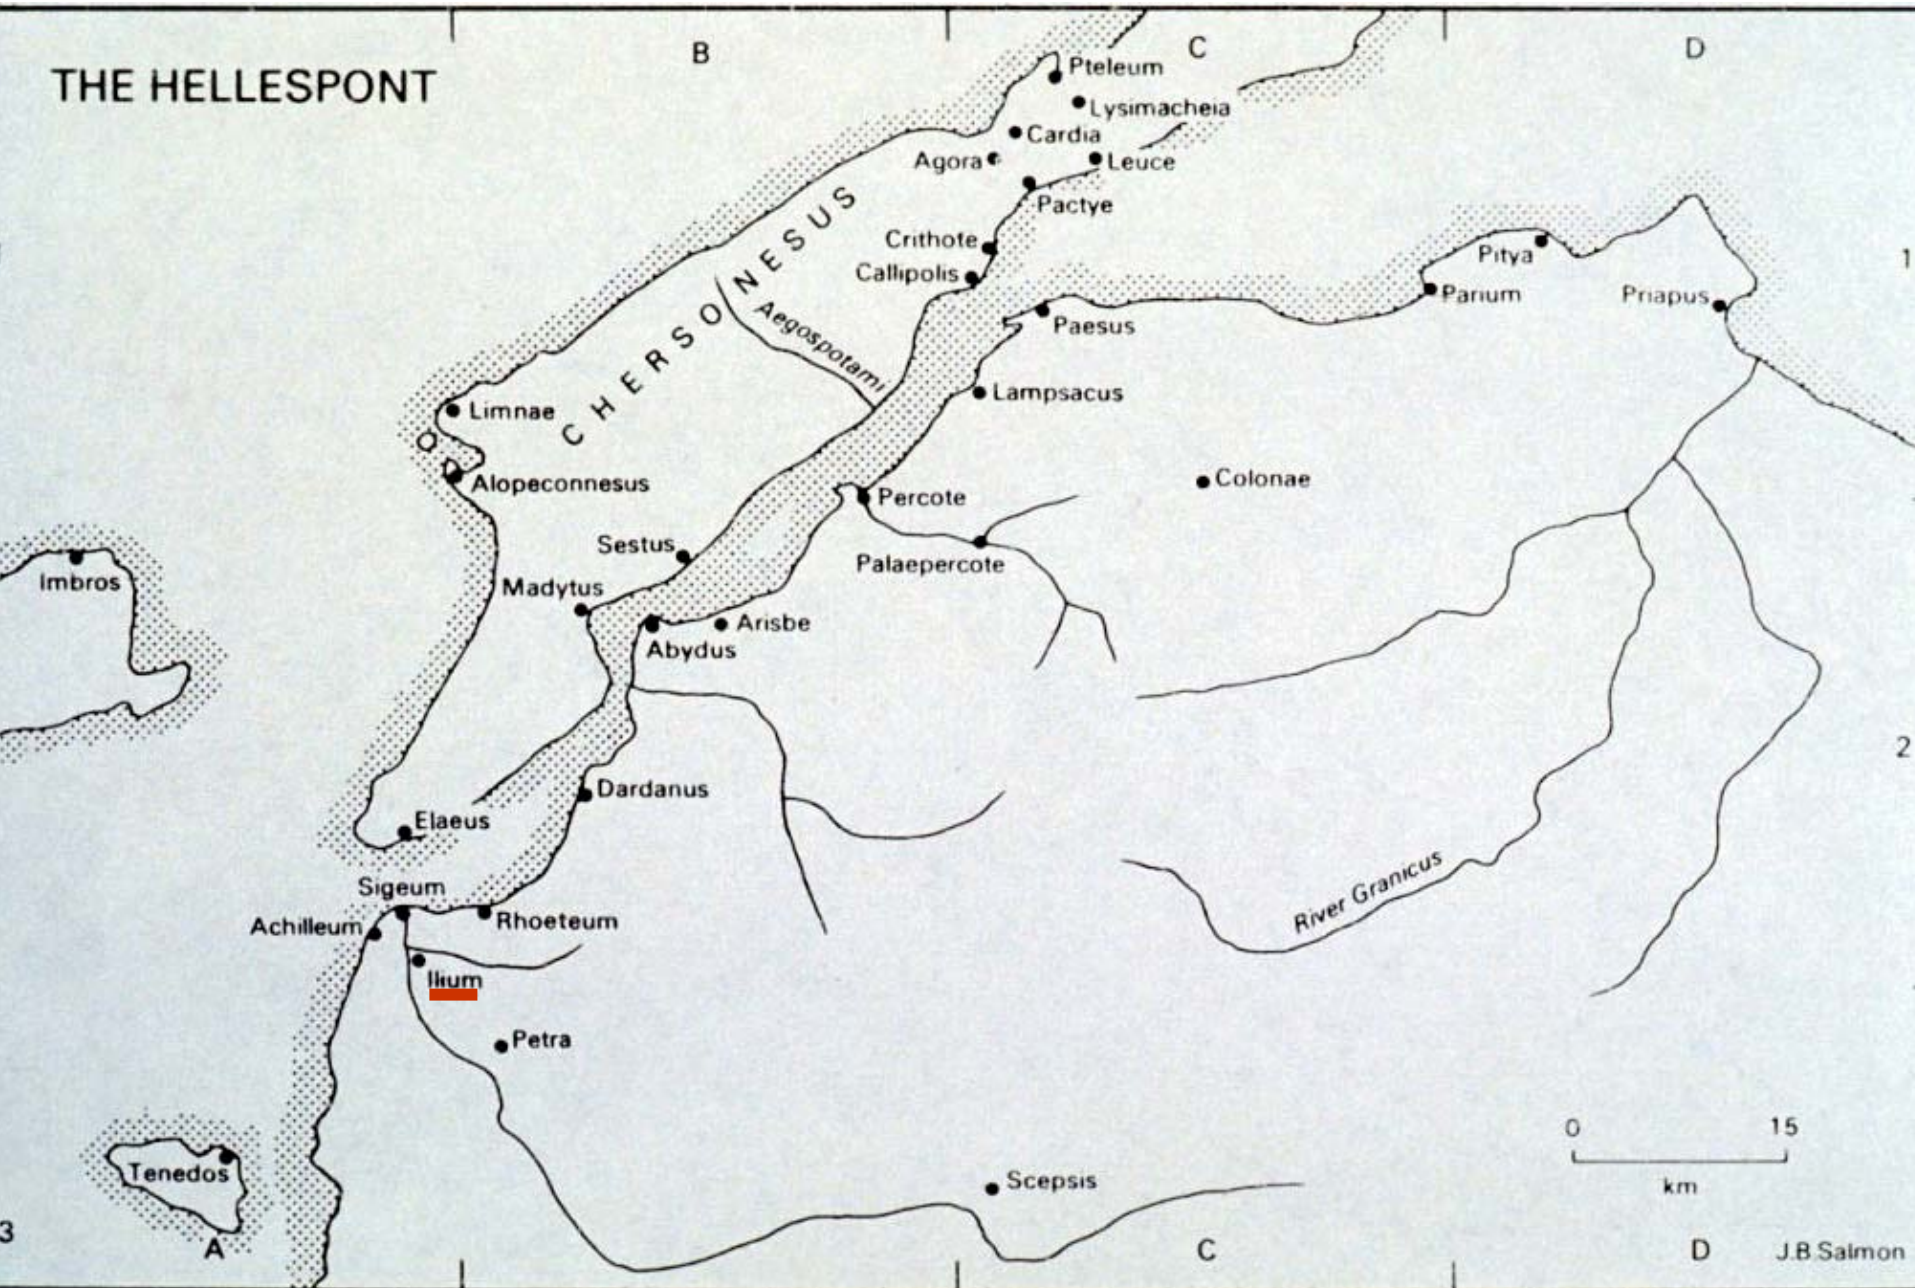 THE HELLESPONT
B
C
D
Pteleum
Lysimacheia
Cardia
Agora
Leuce
Pactye
CHERSONESUS
Crithote
Callipolis
Pitya
1
Parium
Priapus
Aegospotami
Paesus
Lampsacus
Limnae
Alopeconnesus
Colonae
Percote
Sestus
Palaepercote
Imbros
Madytus
Arisbe
Abydus
2
Dardanus
Elaeus
Sigeum
River Granicus
Achilleum
Rhoeteum
Ilium
Petra
0 15
km
Tenedos
Scepsis
3
A
C
D
J.B.Salmon